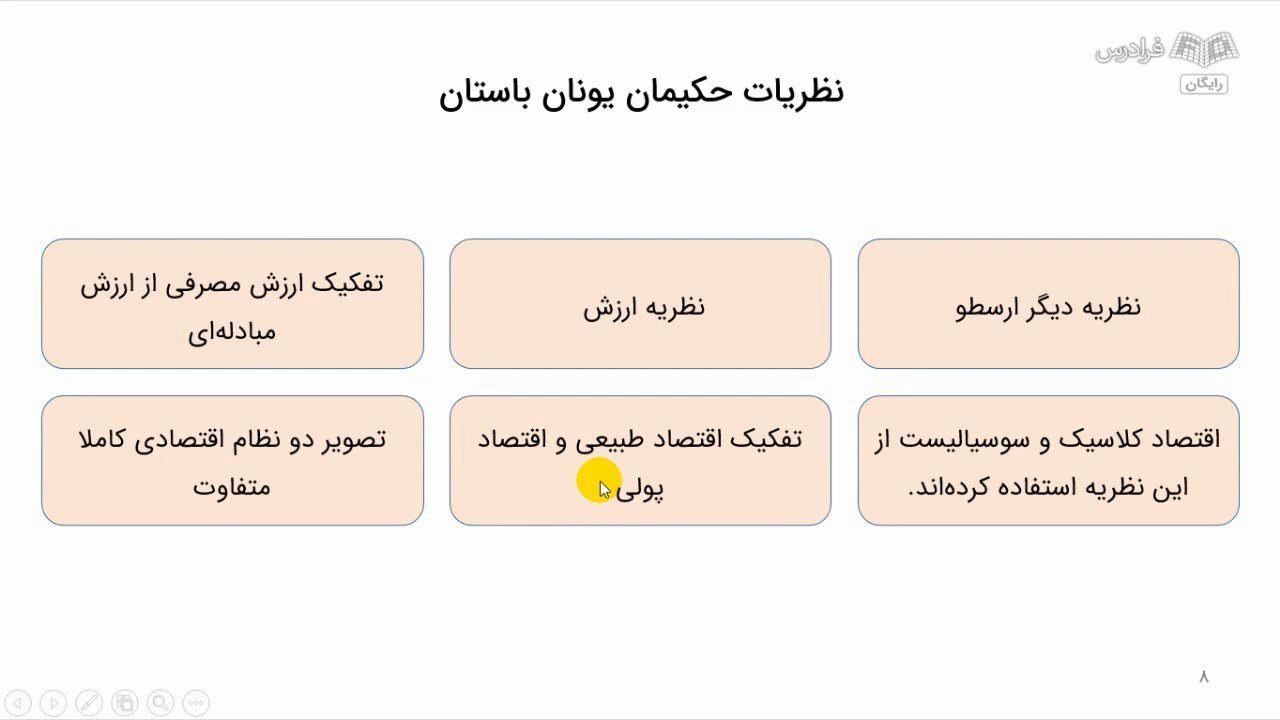 فرادرس
رایگان
نظریات حکیمان یونان باستان
نظریه دیگر ارسطو
نظریه ارزش
تفکیک ارزش مصرفی از ارزش
مبادله‌ای
اقتصاد کلاسیک و سوسیالیست از
این نظریه استفاده کرده‌اند.
تفکیک اقتصاد طبیعی و اقتصاد
پولی
تصویر دو نظام اقتصادی کاملا
متفاوت
۸